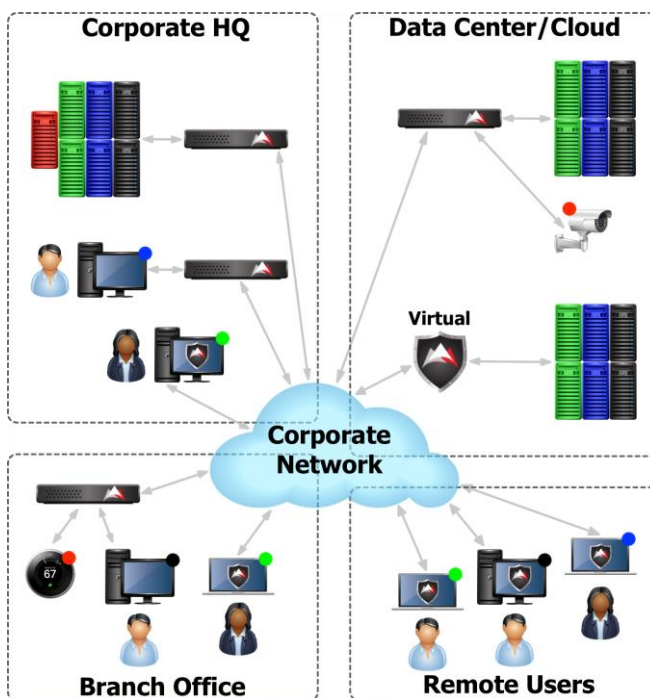 Corporate HQ
Data Center/Cloud
Virtual
Corporate
Network
67
Branch Office
Remote Users